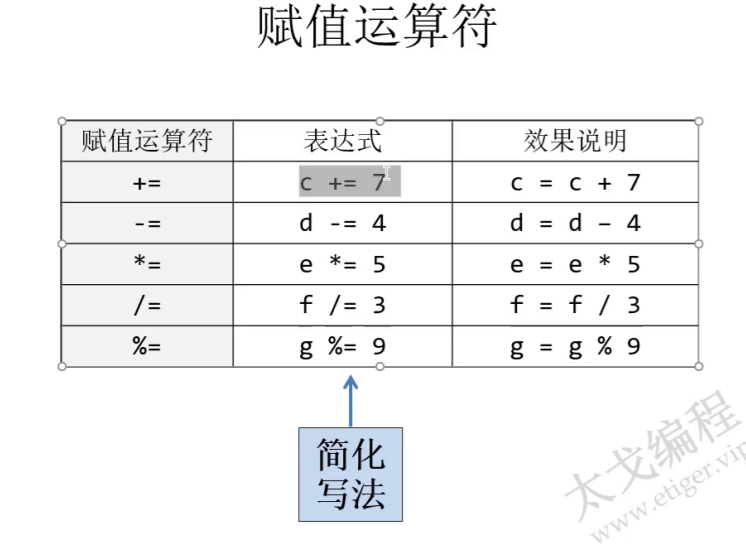 赋值运算符
赋值运算符 表达式 效果说明
+= c += 7 c = c + 7
-= d -= 4 d = d – 4
*= e *= 5 e = e * 5
/= f /= 3 f = f / 3
%= g %= 9 g = g % 9
简化
写法
太戈编程
www.etiger.vip